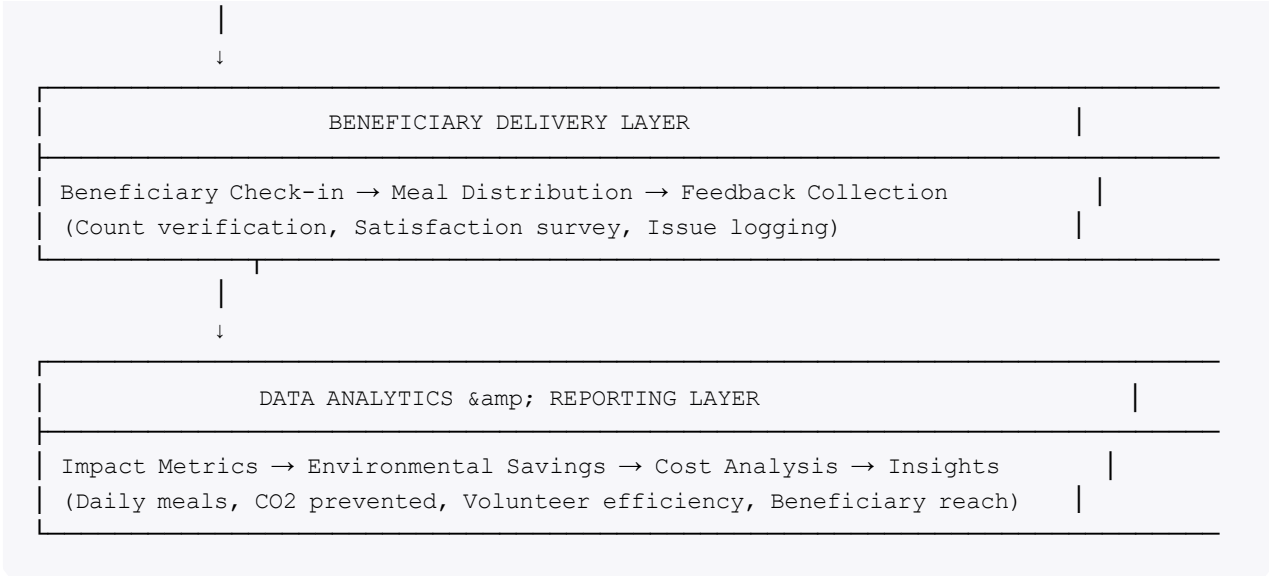 ↓
BENEFICIARY DELIVERY LAYER
Beneficiary Check-in → Meal Distribution → Feedback Collection
(Count verification, Satisfaction survey, Issue logging)
↓
DATA ANALYTICS &amp; REPORTING LAYER
Impact Metrics → Environmental Savings → Cost Analysis → Insights
(Daily meals, CO2 prevented, Volunteer efficiency, Beneficiary reach)